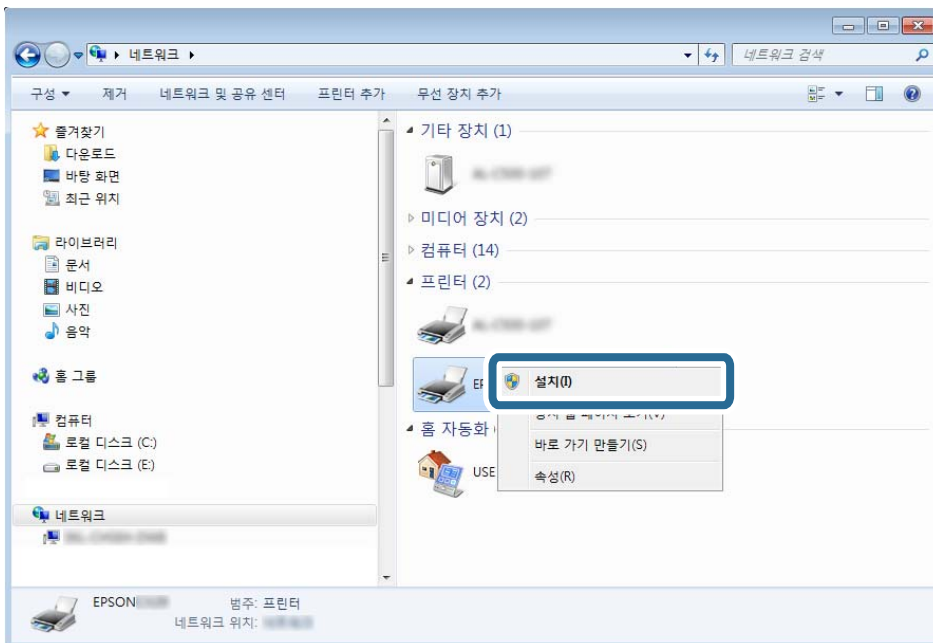 네트워크
네트워크 검색
구성
제거
네트워크 및 공유 센터
프린터 추가
무선 장치 추가
즐겨찾기
다운로드
바탕 화면
최근 위치
라이브러리
문서
비디오
사진
음악
홈 그룹
컴퓨터
로컬 디스크 (C:)
로컬 디스크 (E:)
네트워크
기타 장치 (1)
미디어 장치 (2)
컴퓨터 (14)
프린터 (2)
설치(I)
바로 가기 만들기(S)
속성(R)
홈 자동화
USE
EPSON
범주: 프린터
네트워크 위치: